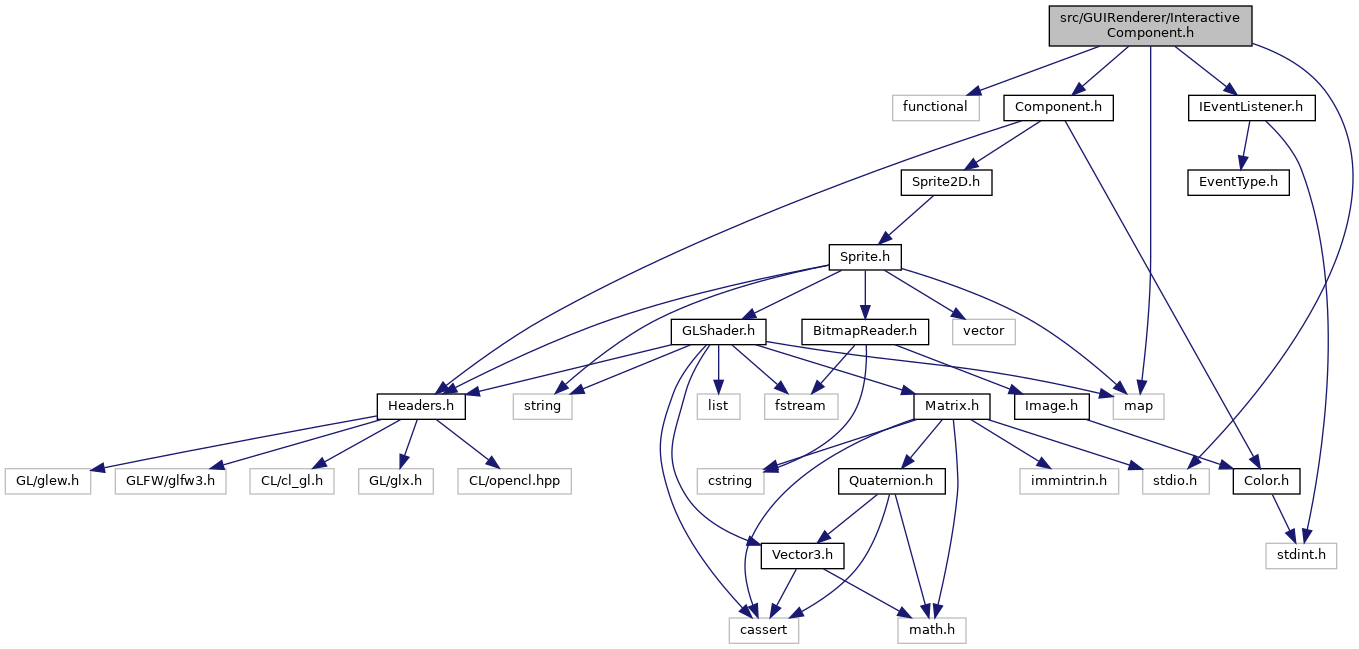 src/GUIRenderer/Interactive
Component.h
functional
Component.h
IEventListener.h
Sprite2D.h
EventType.h
Sprite.h
GLShader.h
BitmapReader.h
vector
Headers.h
string
list
fstream
Matrix.h
Image.h
map
GL/glew.h
GLFW/glfw3.h
CL/cl_gl.h
GL/glx.h
CL/opencl.hpp
cstring
Quaternion.h
immintrin.h
stdio.h
Color.h
Vector3.h
stdint.h
cassert
math.h